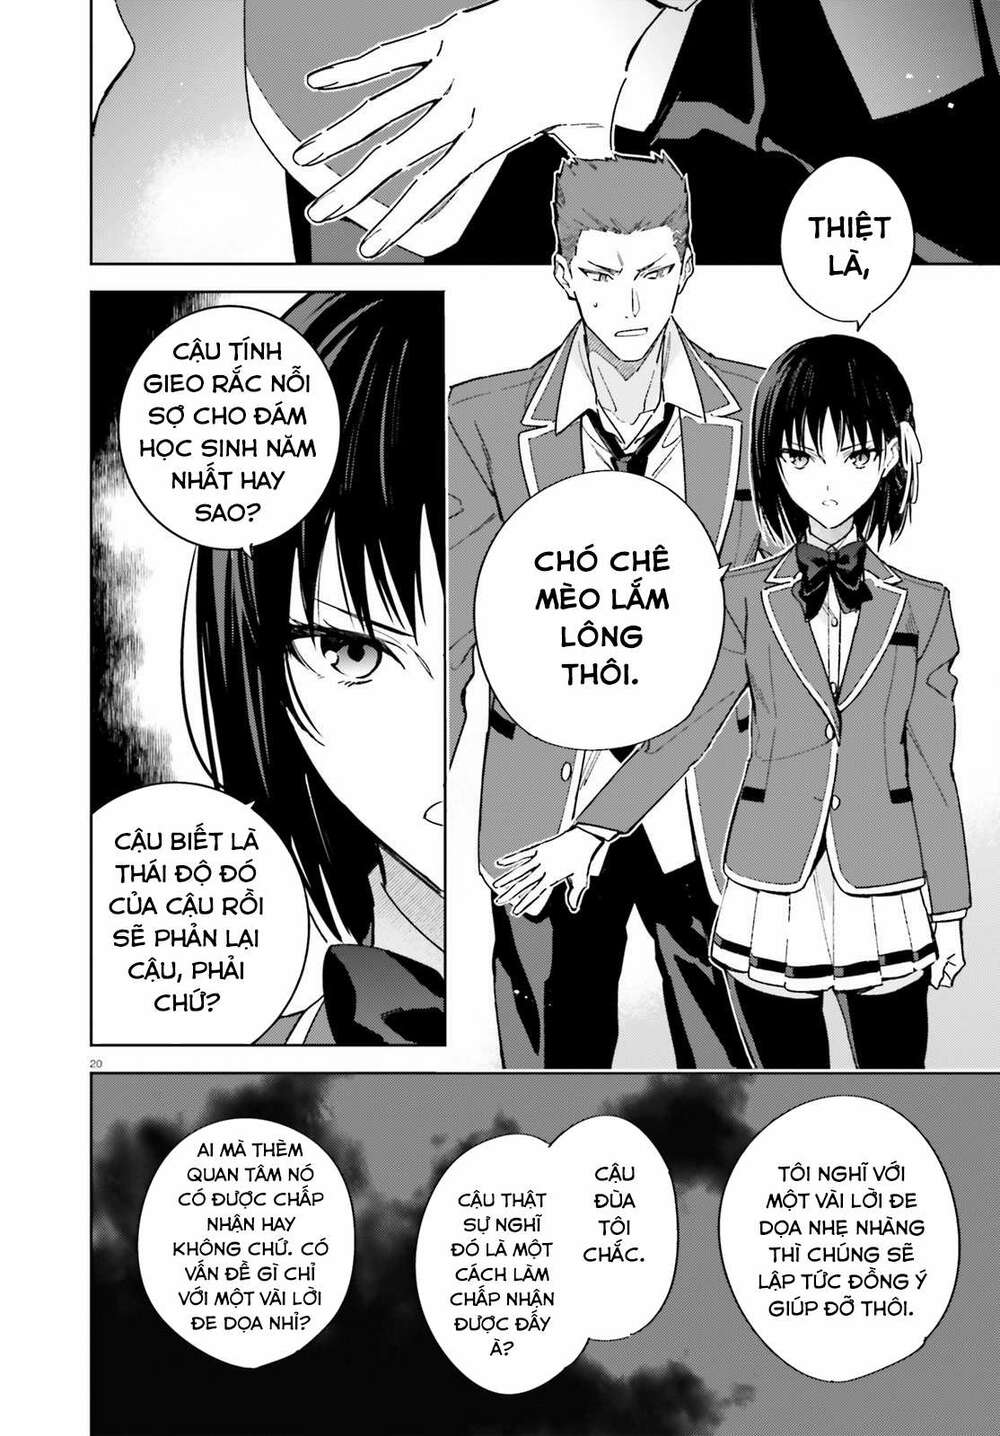 THIỆT
LÀ,
CHÓ CHÊ
MÈO LẮM
LÔNG
THÔI.
CẬU TÍNH
GIEO RẮC NỖI
SỢ CHO ĐÁM
HỌC SINH NĂM
NHẤT HAY
SAO?
CẬU BIẾT LÀ
THÁI ĐỘ ĐÓ
CỦA CẬU RỒI
SẼ PHẢN LẠI
CẬU, PHẢI
CHỨ?
20
TÔI NGHĨ VỚI
MỘT VÀI LỜI ĐE
DỌA NHẸ NHÀNG
THÌ CHÚNG SẼ
LẬP TỨC ĐỒNG Ý
GIÚP ĐỠ THÔI.
CẬU
ĐÙA
TÔI
CHẮC.
CẬU THẬT
SỰ NGHĨ
ĐÓ LÀ MỘT
CÁCH LÀM
CHẤP NHẬN
ĐƯỢC ĐẤY
À?
AI MÀ THÈM
QUAN TÂM NÓ
CÓ ĐƯỢC CHẤP
NHẬN HAY
KHÔNG CHỨ. CÓ
VẤN ĐỀ GÌ CHỈ
VỚI MỘT VÀI LỜI
ĐE DỌA NHỈ?